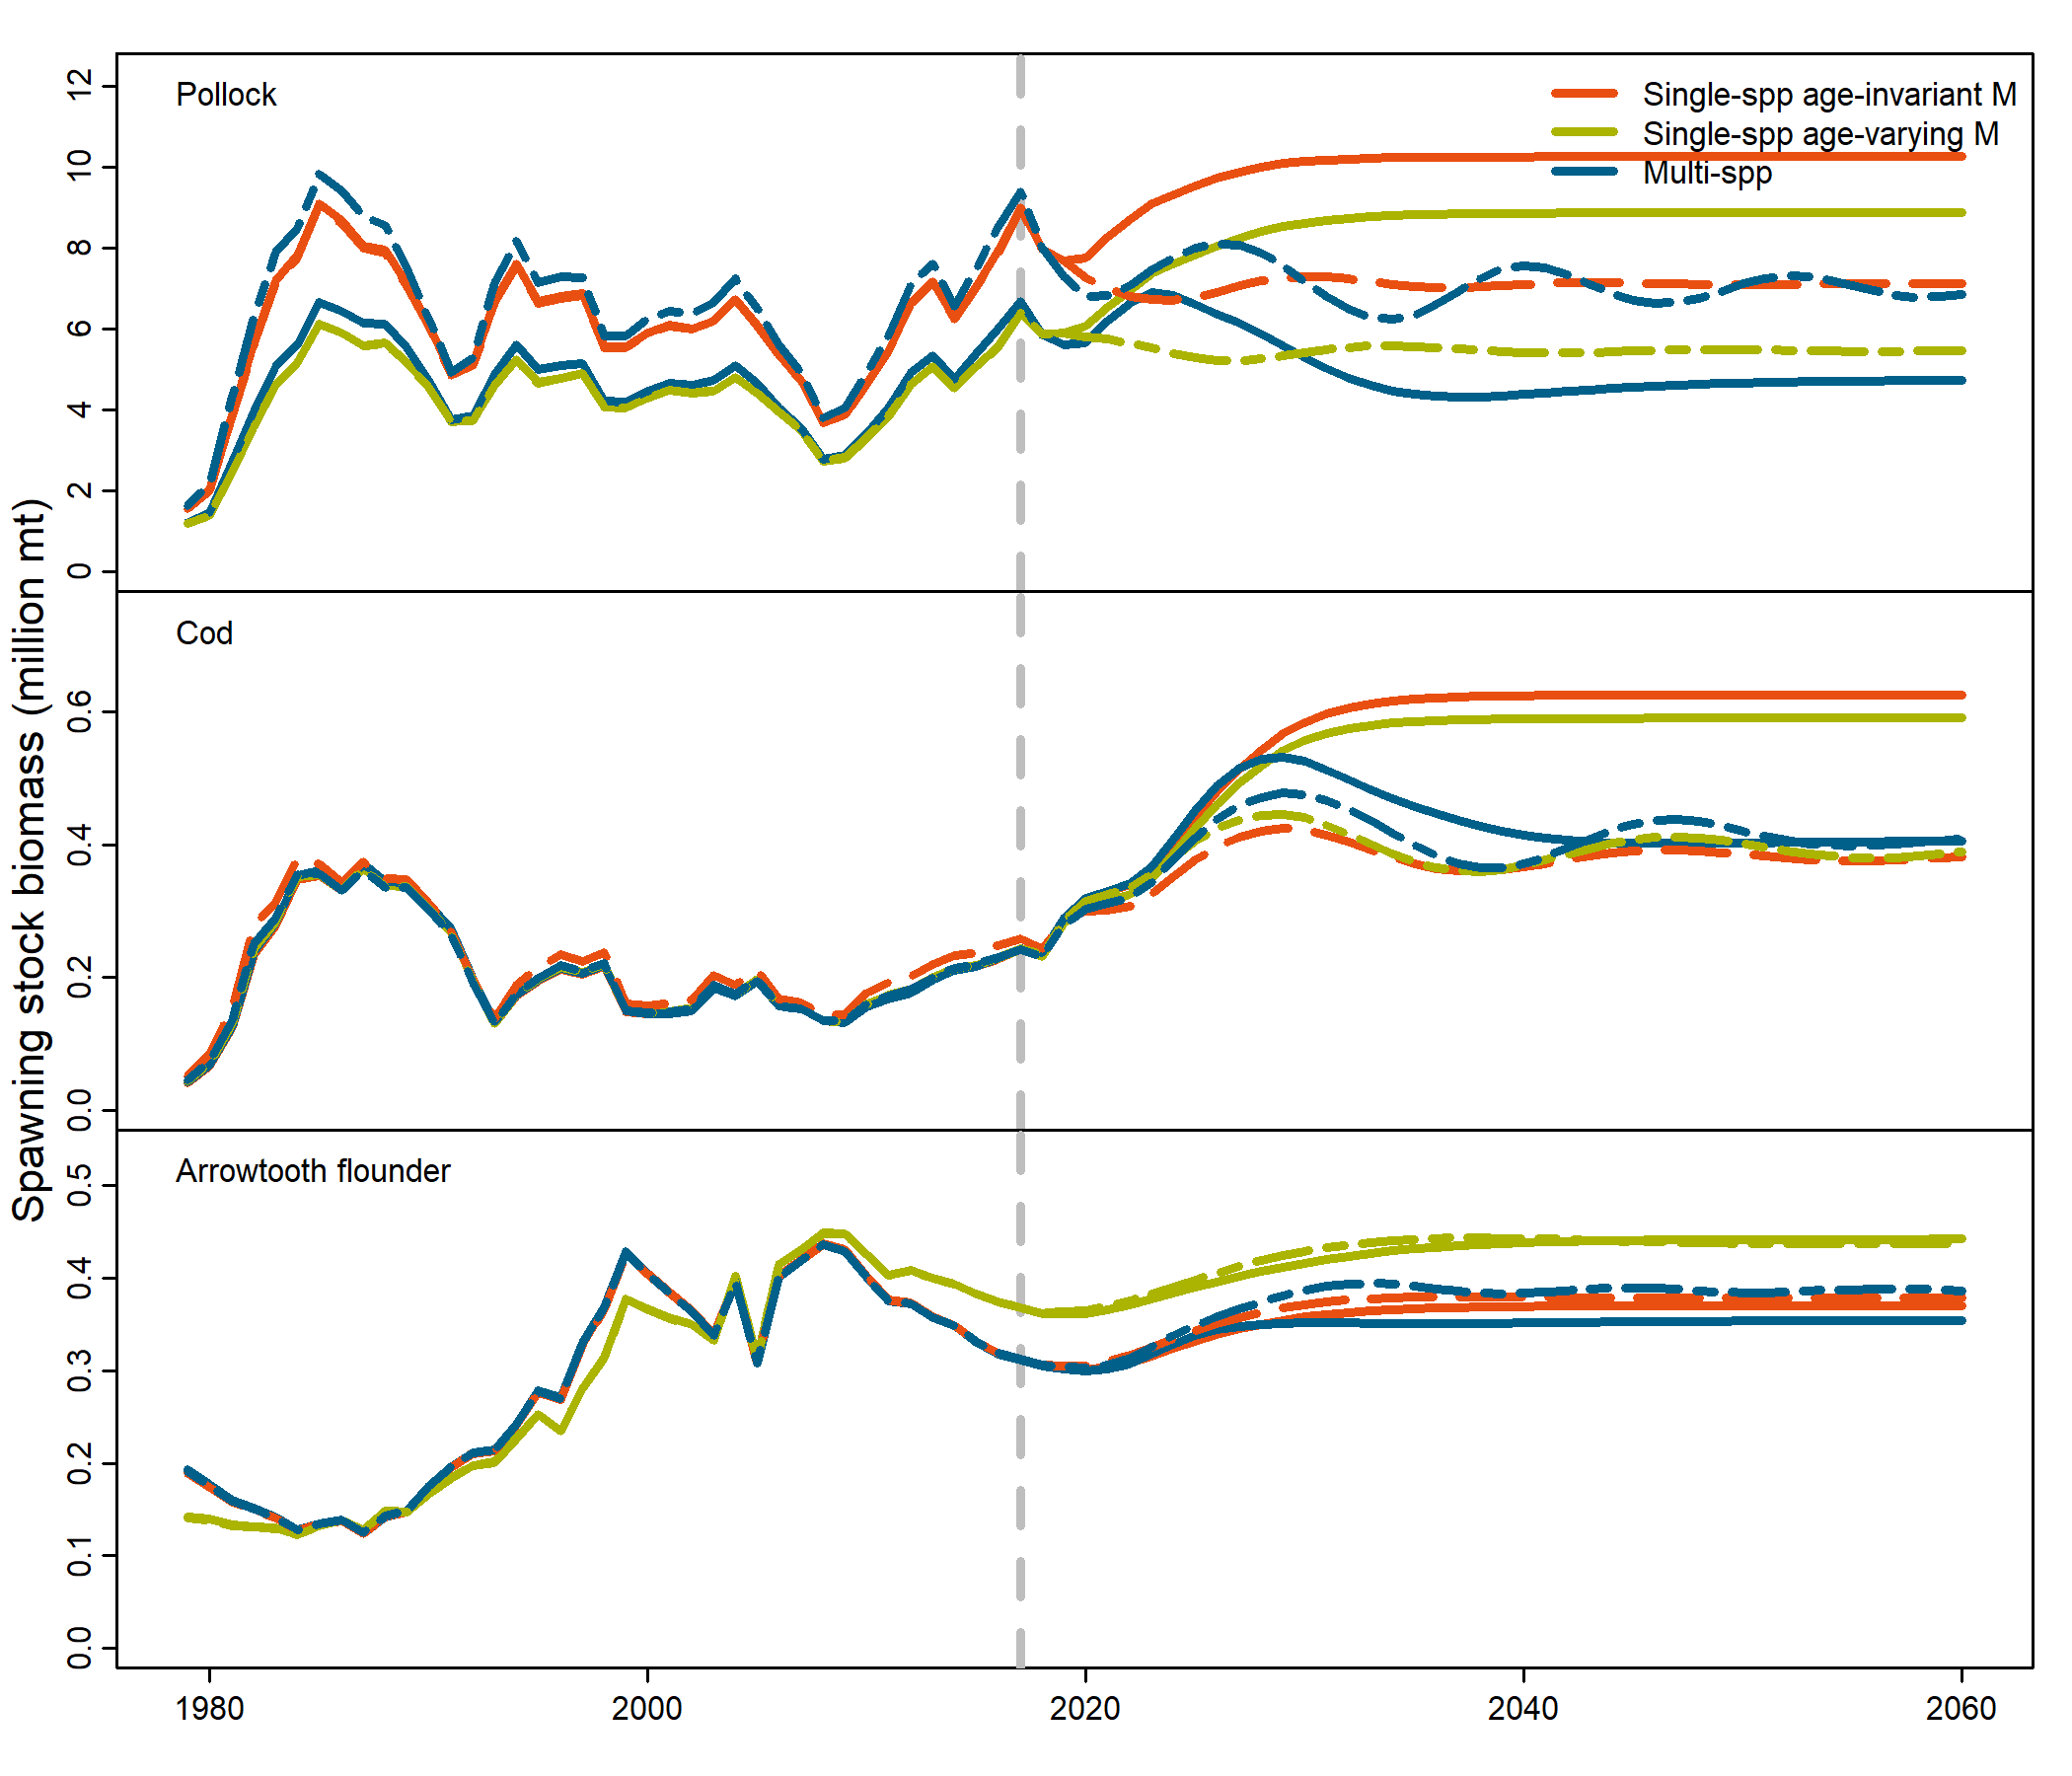 Spawning stock biomass (million mt)
Pollock
Single-spp age-invariant M
Single-spp age-varying M
Multi-spp
12
10
8
6
4
2
0
Cod
0.6
0.4
0.2
0.0
Arrowtooth flounder
0.5
0.4
0.3
0.2
0.1
0.0
1980 2000 2020 2040 2060